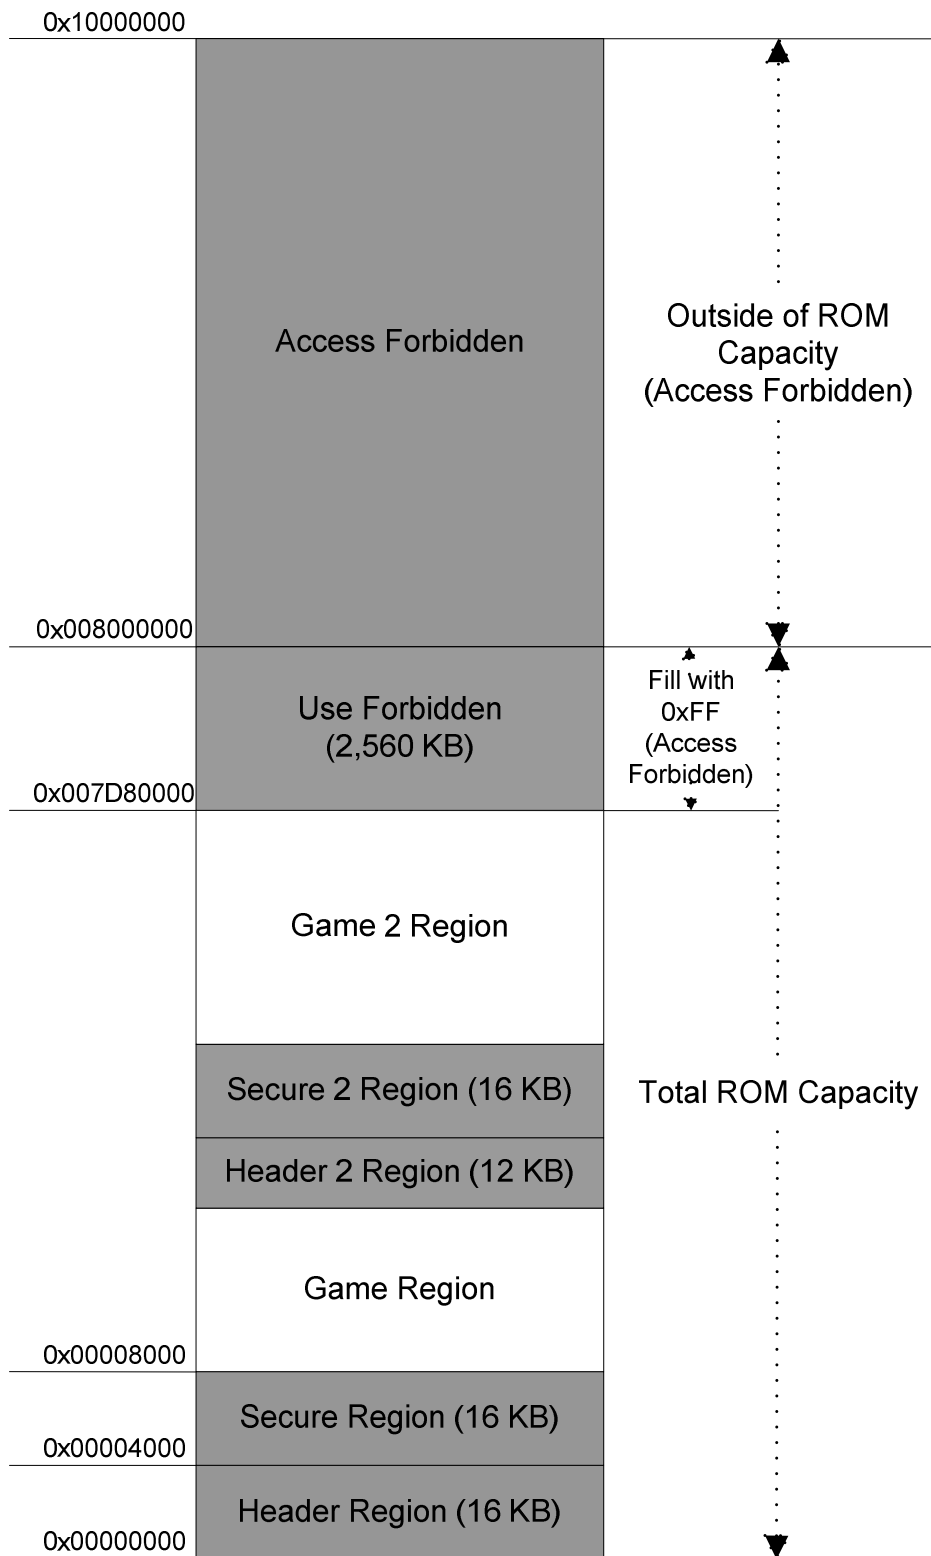 0x10000000
Access Forbidden
Outside of ROM
Capacity
(Access Forbidden)
0x008000000
Use Forbidden
(2,560 KB)
Fill with
0xFF
(Access
Forbidden)
0x007D80000
Game 2 Region
Secure 2 Region (16 KB)
Total ROM Capacity
Header 2 Region (12 KB)
Game Region
0x00008000
Secure Region (16 KB)
0x00004000
Header Region (16 KB)
0x00000000